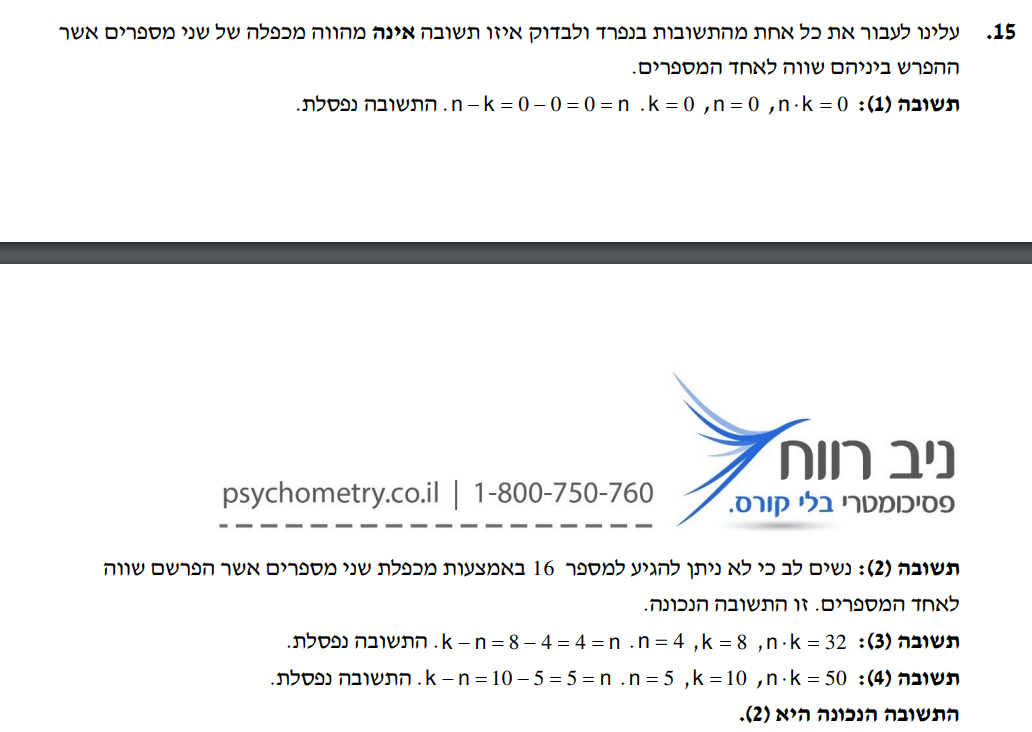 15. עלינו לעבור את כל אחת מהתשובות בנפרד ולבדוק איזו תשובה אינה מהווה מכפלה של שני מספרים אשר
ההפרש ביניהם שווה לאחד המספרים.
תשובה (1): n·k = 0, n = 0, k = 0. n – k = 0 – 0 = 0 = n. התשובה נפסלת.
ניב רווח
פסיכומטרי בלי קורס.
psychometry.co.il | 1-800-750-760
תשובה (2): נשים לב כי לא ניתן להגיע למספר 16 באמצעות מכפלת שני מספרים אשר הפרשם שווה
לאחד המספרים. זו התשובה הנכונה.
תשובה (3): n·k = 32, k = 8, n = 4. k – n = 8 – 4 = 4 = n. התשובה נפסלת.
תשובה (4): n·k = 50, k = 10, n = 5. k – n = 10 – 5 = 5 = n. התשובה נפסלת.
התשובה הנכונה היא (2).